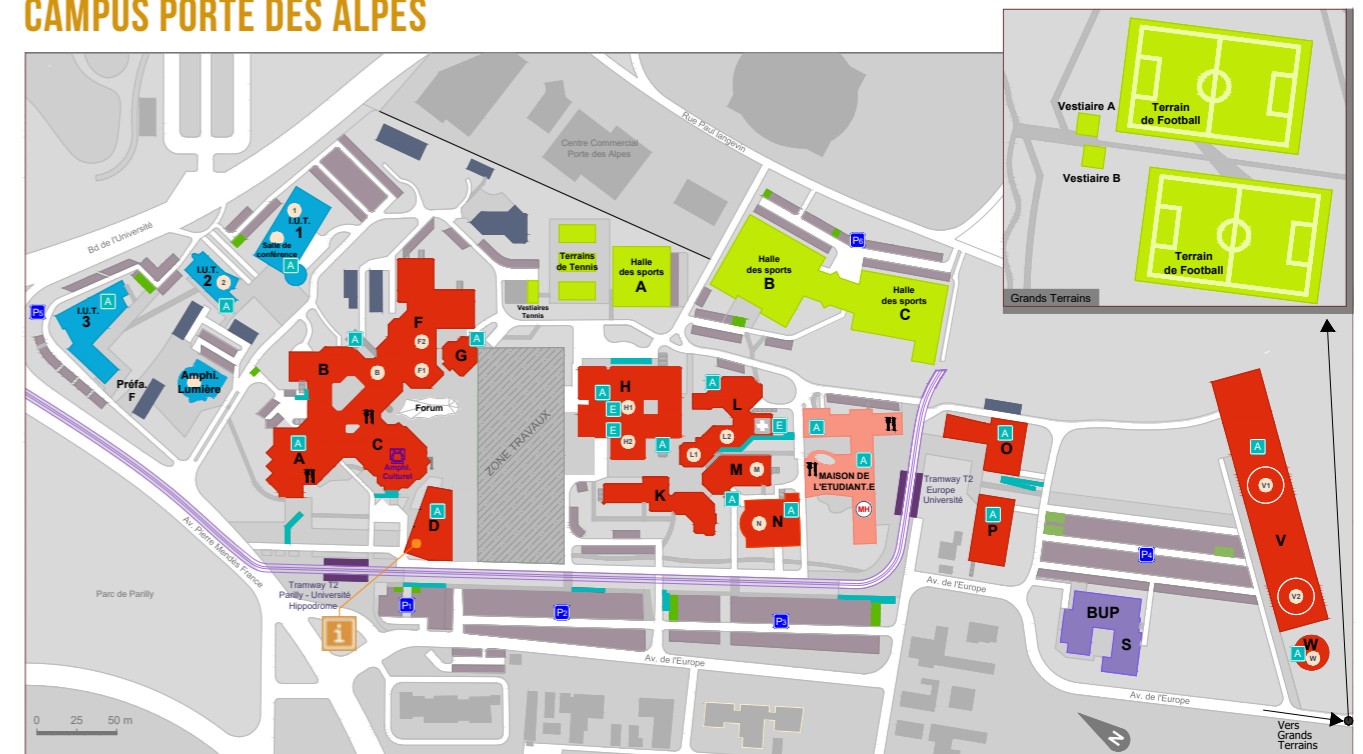 CAMPUS PORTE DES ALPES
Vestiaire A
Terrain
de Football
Vestiaire B
Terrain
de Football
Grands Terrains
Rue Paul langevin
Centre Commercial
Porte des Alpes
Bd de l'Université
1
I.U.T.
1
Salle de
conférence
A
I.U.T.
2
2
A
P5
I.U.T.
3
A
Préfa.
F
Amphi.
Lumière
Terrains
de Tennis
Vestiaires
Tennis
Halle
des sports
A
Halle
des sports
B
P6
Halle
des sports
C
F
F2
F1
A
G
A
B
B
Forum
A
A
C
Amphi.
Culturel
D
A
ZONE TRAVAUX
H
A
E
H1
E
H2
A
A
L
L2
L1
E
M
M
K
A
N
N
A
A
A
MAISON DE
L'ETUDIANT.E
MH
Tramway T2
Europe
Université
A
O
A
P
A
V1
V
V2
W
A
W
P4
BUP
S
Av. Pierre Mendès France
Parc de Parilly
Tramway T2
Parilly - Université
Hippodrome
i
P1
P2
P3
Av. de l'Europe
Av. de l'Europe
Av. de l'Europe
0 25 50 m
N
Vers
Grands
Terrains